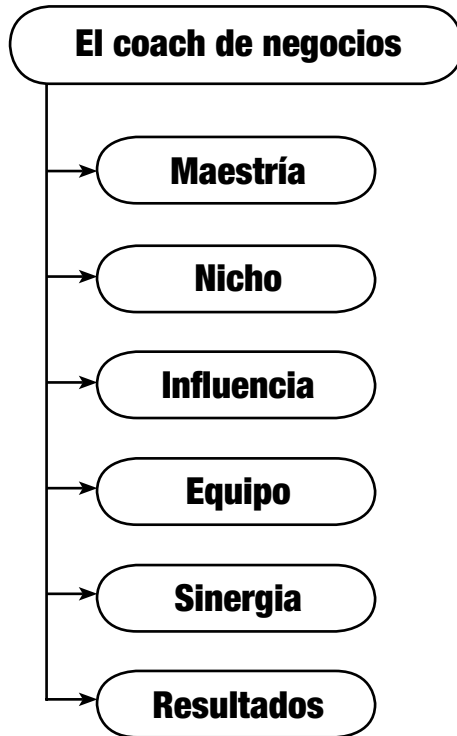 El coach de negocios
Maestría
Nicho
Influencia
Equipo
Sinergia
Resultados